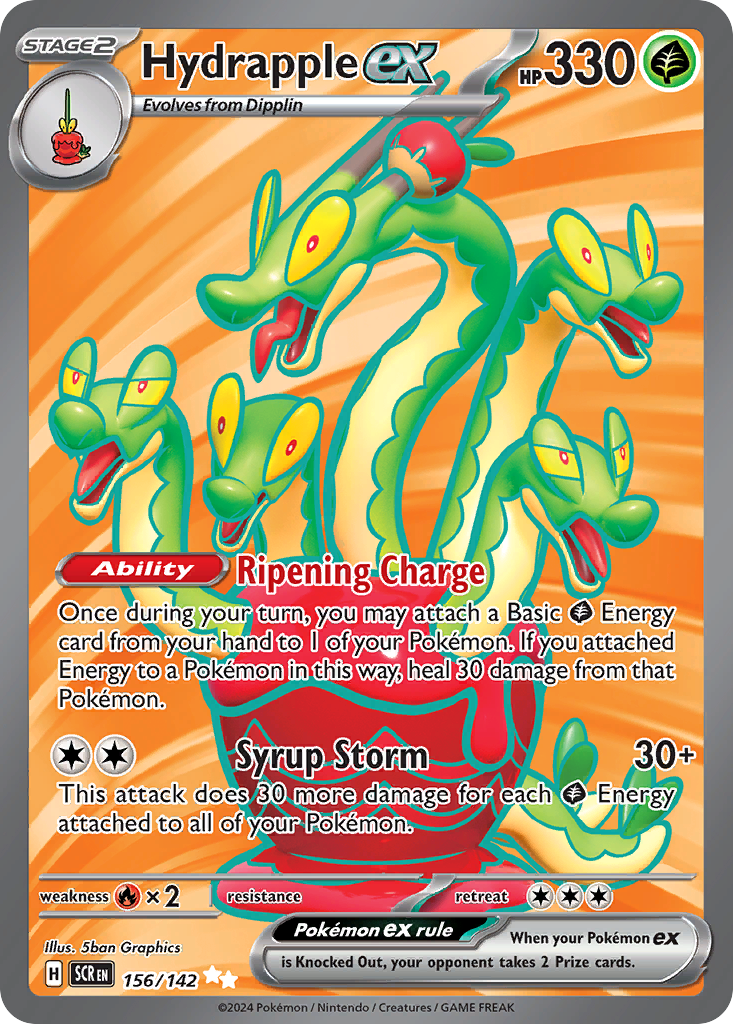 STAGE2
Hydrapple ex
HP 330
Evolves from Dipplin
Ability Ripening Charge
Once during your turn, you may attach a Basic Energy
card from your hand to 1 of your Pokémon. If you attached
Energy to a Pokémon in this way, heal 30 damage from that
Pokémon.
Syrup Storm 30+
This attack does 30 more damage for each Energy
attached to all of your Pokémon.
weakness ×2 resistance retreat
Pokémon ex rule
When your Pokémon ex
is Knocked Out, your opponent takes 2 Prize cards.
Illus. 5ban Graphics
H SCR EN 156/142
©2024 Pokémon / Nintendo / Creatures / GAME FREAK